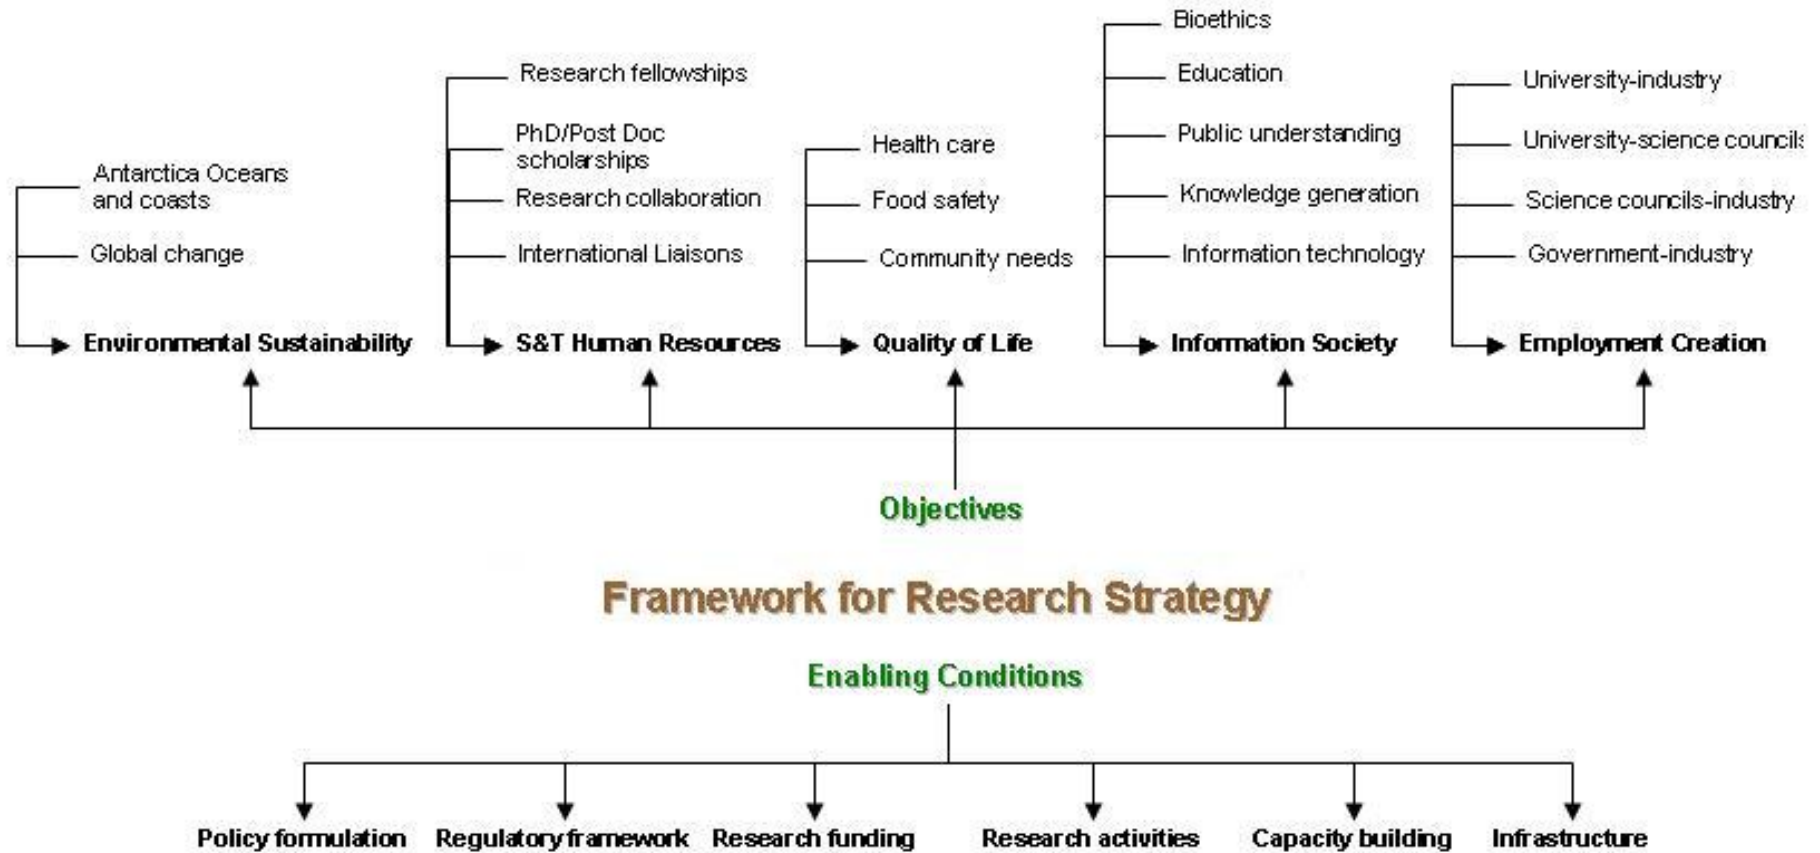 Bioethics
Research fellowships
Education
University-industry
PhD/Post Doc
scholarships
Health care
Public understanding
University-science councils
Antarctica Oceans
and coasts
Research collaboration
Food safety
Knowledge generation
Science councils-industry
Global change
International Liaisons
Community needs
Information technology
Government-industry
Environmental Sustainability
S&T Human Resources
Quality of Life
Information Society
Employment Creation
Objectives
Framework for Research Strategy
Enabling Conditions
Policy formulation
Regulatory framework
Research funding
Research activities
Capacity building
Infrastructure